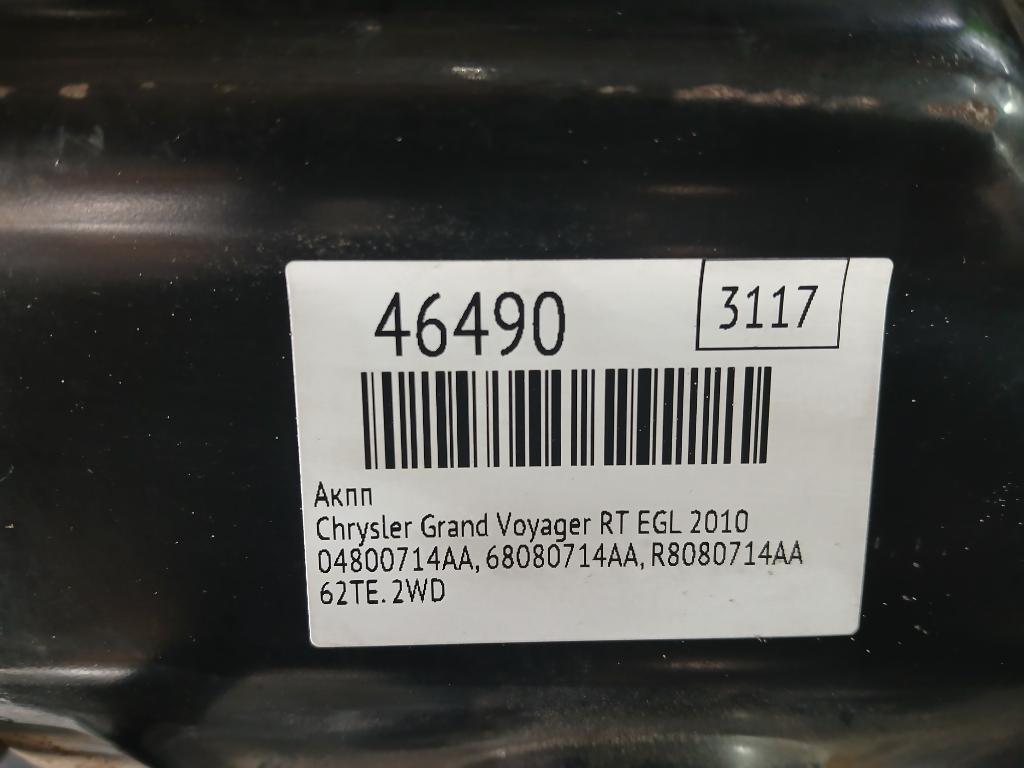 46490
3117
Акпп
Chrysler Grand Voyager RT EGL 2010
04800714AA, 68080714AA, R8080714AA
62TE. 2WD